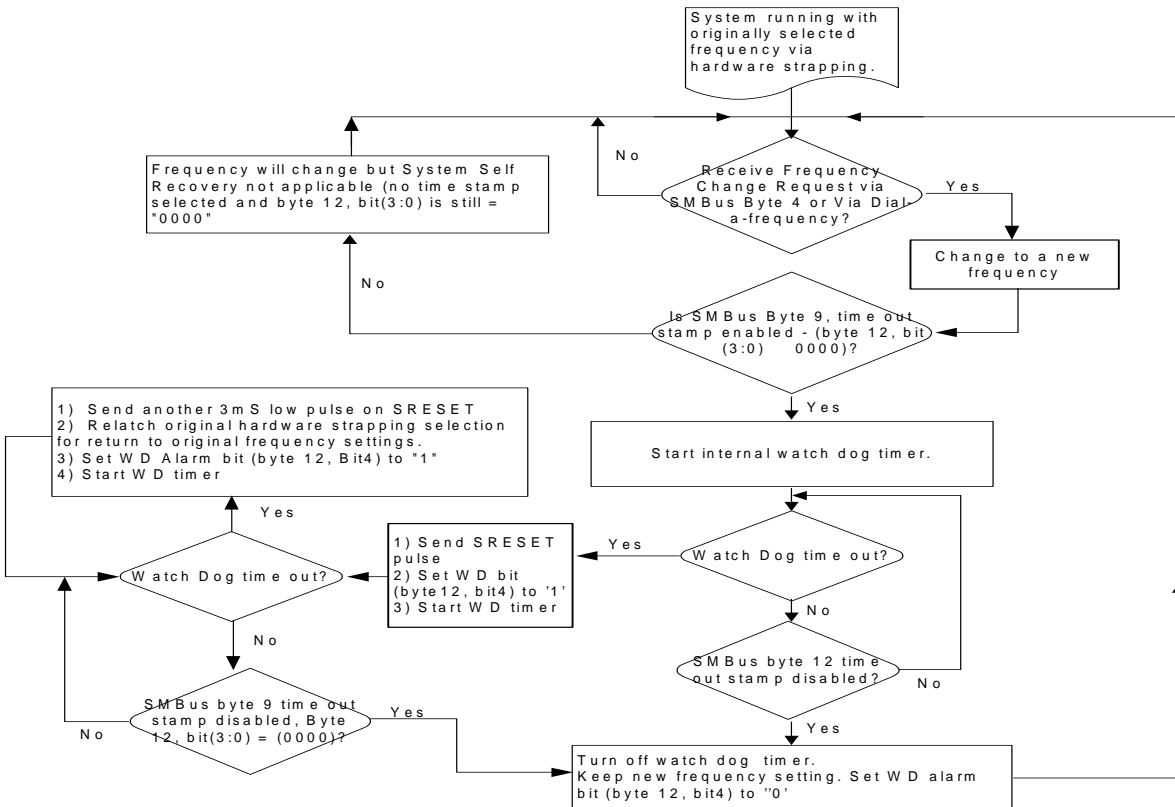 System running with
originally selected
frequency via
hardware strapping.
No
Receive Frequency
Change Request via
SMBus Byte 4 or Via Dial-
a-frequency?
Yes
Frequency will change but System Self
Recovery not applicable (no time stamp
selected and byte 12, bit(3:0) is still =
"0000"
Change to a new
frequency
No
Is SMBus Byte 9, time out
stamp enabled - (byte 12, bit
(3:0) 0000)?
Yes
1) Send another 3mS low pulse on SRESET
2) Relatch original hardware strapping selection
for return to original frequency settings.
3) Set WD Alarm bit (byte 12, Bit4) to "1"
4) Start WD timer
Start internal watch dog timer.
Yes
Watch Dog time out?
1) Send SRESET
pulse
2) Set WD bit
(byte12, bit4) to '1'
3) Start WD timer
Yes
Watch Dog time out?
No
No
SMBus byte 12 time
out stamp disabled?
No
SMBus byte 9 time out
stamp disabled, Byte
12, bit(3:0) = (0000)?
Yes
No
Yes
Turn off watch dog timer.
Keep new frequency setting. Set WD alarm
bit (byte 12, bit4) to ''0'